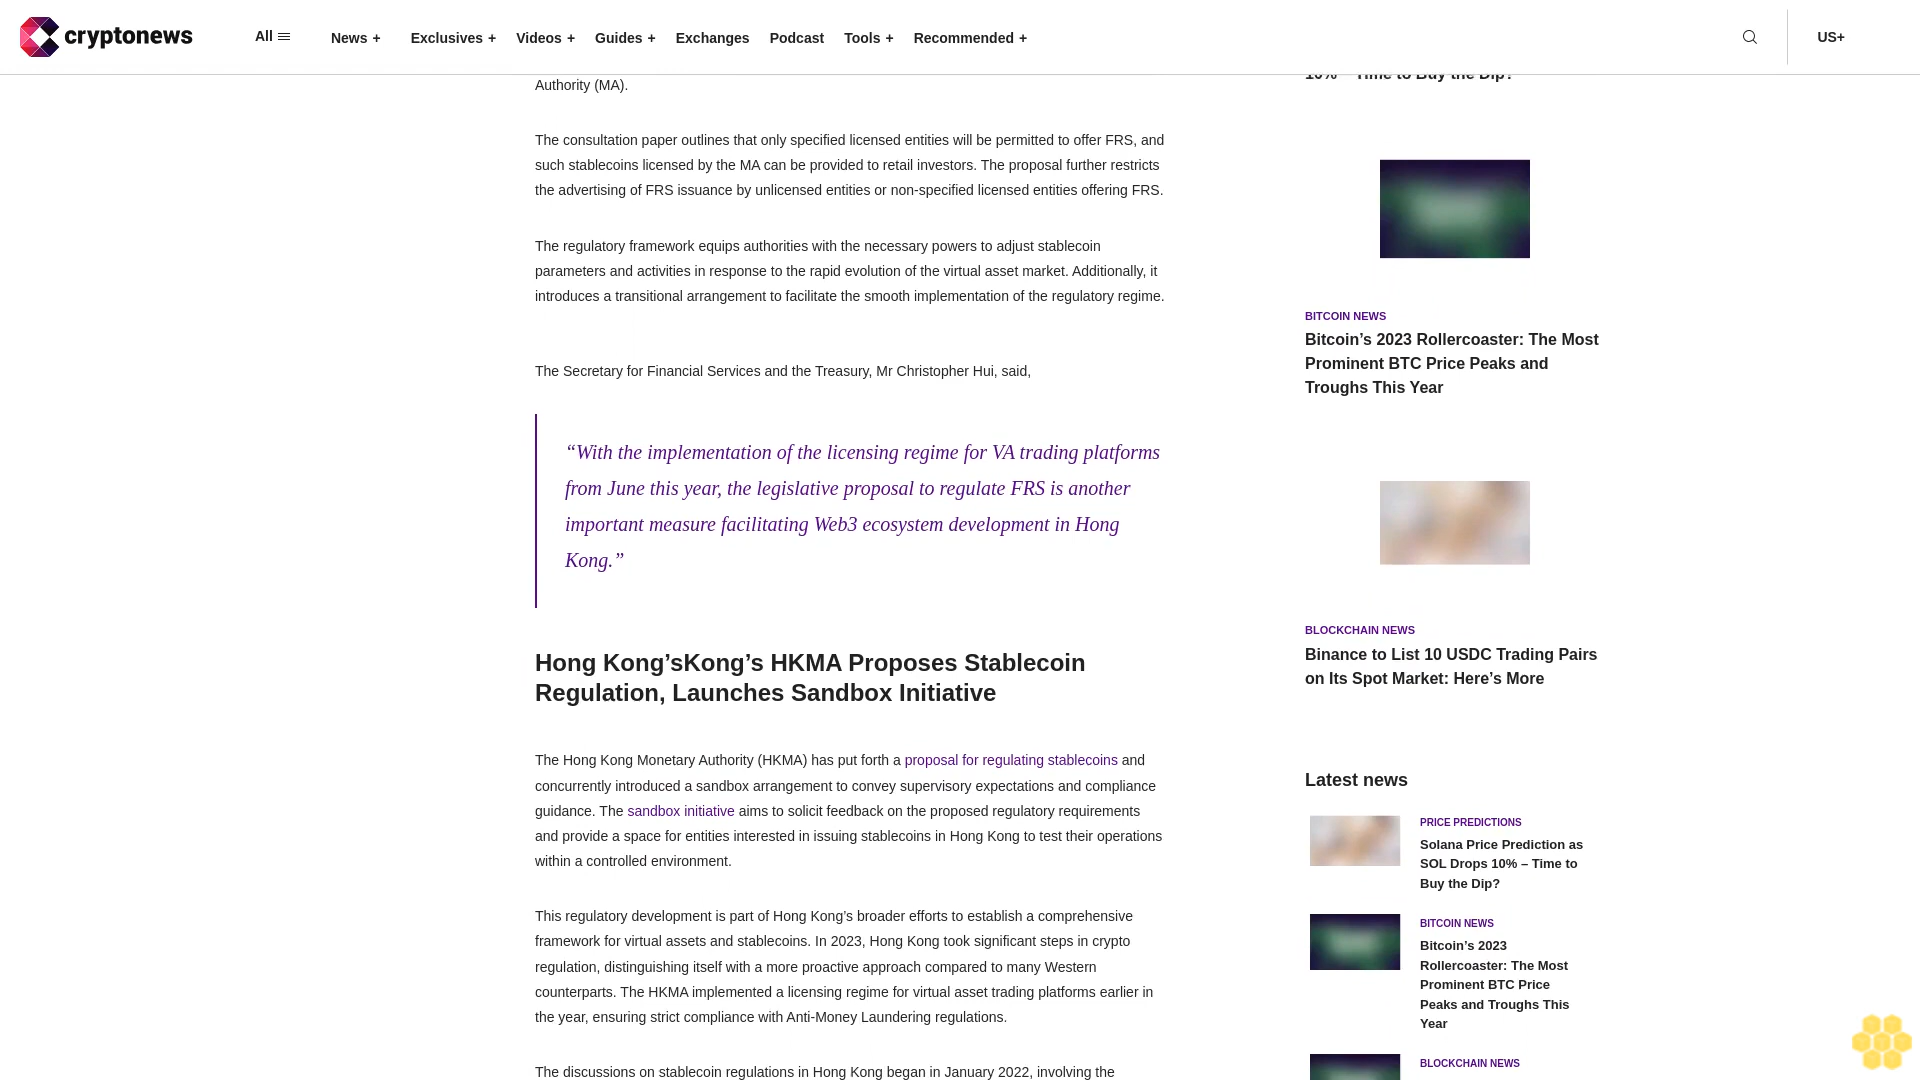 cryptonews
All
News +
Exclusives +
Videos +
Guides +
Exchanges
Podcast
Tools +
Recommended +
US+
Authority (MA).
The consultation paper outlines that only specified licensed entities will be permitted to offer FRS, and
such stablecoins licensed by the MA can be provided to retail investors. The proposal further restricts
the advertising of FRS issuance by unlicensed entities or non-specified licensed entities offering FRS.
The regulatory framework equips authorities with the necessary powers to adjust stablecoin
parameters and activities in response to the rapid evolution of the virtual asset market. Additionally, it
introduces a transitional arrangement to facilitate the smooth implementation of the regulatory regime.
The Secretary for Financial Services and the Treasury, Mr Christopher Hui, said,
“With the implementation of the licensing regime for VA trading platforms
from June this year, the legislative proposal to regulate FRS is another
important measure facilitating Web3 ecosystem development in Hong
Kong.”
Hong Kong’sKong’s HKMA Proposes Stablecoin
Regulation, Launches Sandbox Initiative
The Hong Kong Monetary Authority (HKMA) has put forth a proposal for regulating stablecoins and
concurrently introduced a sandbox arrangement to convey supervisory expectations and compliance
guidance. The sandbox initiative aims to solicit feedback on the proposed regulatory requirements
and provide a space for entities interested in issuing stablecoins in Hong Kong to test their operations
within a controlled environment.
This regulatory development is part of Hong Kong’s broader efforts to establish a comprehensive
framework for virtual assets and stablecoins. In 2023, Hong Kong took significant steps in crypto
regulation, distinguishing itself with a more proactive approach compared to many Western
counterparts. The HKMA implemented a licensing regime for virtual asset trading platforms earlier in
the year, ensuring strict compliance with Anti-Money Laundering regulations.
The discussions on stablecoin regulations in Hong Kong began in January 2022, involving the
10% – Time to Buy the Dip?
BITCOIN NEWS
Bitcoin’s 2023 Rollercoaster: The Most
Prominent BTC Price Peaks and
Troughs This Year
BLOCKCHAIN NEWS
Binance to List 10 USDC Trading Pairs
on Its Spot Market: Here’s More
Latest news
PRICE PREDICTIONS
Solana Price Prediction as
SOL Drops 10% – Time to
Buy the Dip?
BITCOIN NEWS
Bitcoin’s 2023
Rollercoaster: The Most
Prominent BTC Price
Peaks and Troughs This
Year
BLOCKCHAIN NEWS